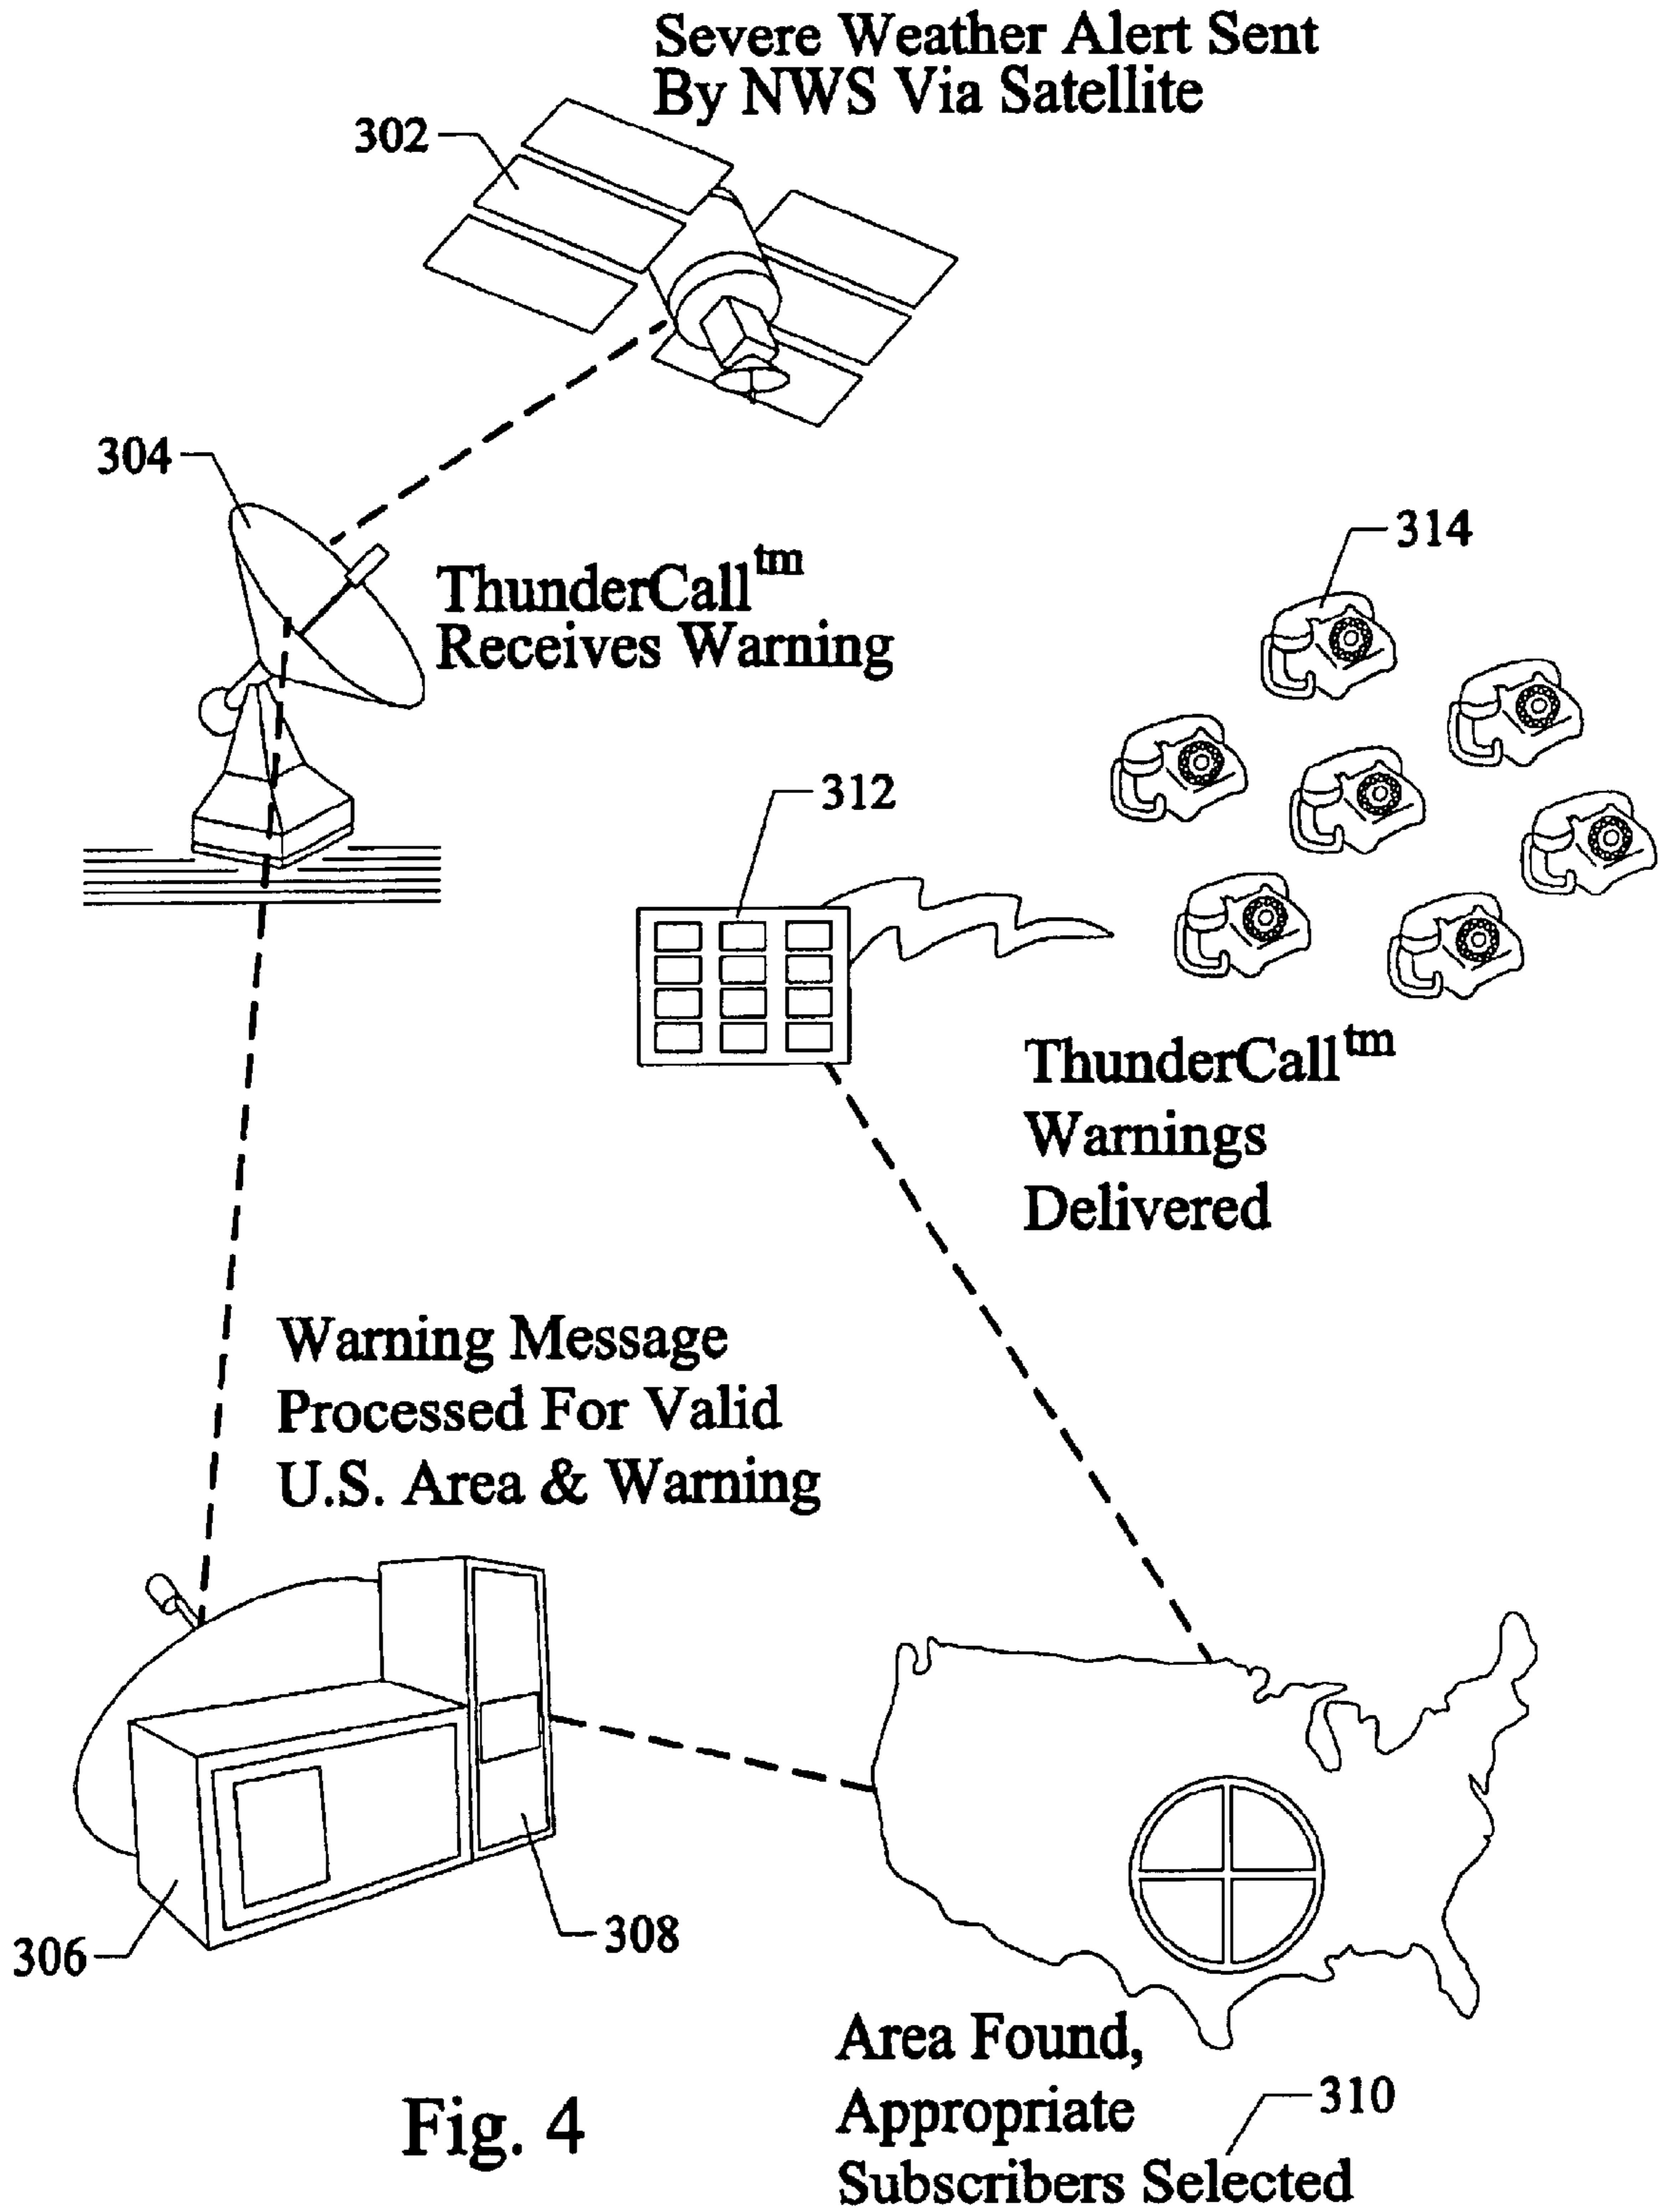 Severe Weather Alert Sent
By NWS Via Satellite
302
304
ThunderCall™
Receives Warning
314
312
ThunderCall™
Warnings
Delivered
Warning Message
Processed For Valid
U.S. Area & Warning
306
308
Area Found,
Appropriate
310
Subscribers Selected
Fig. 4